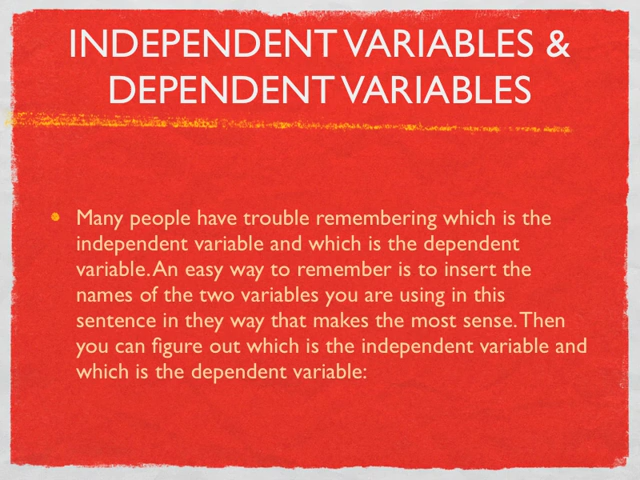 INDEPENDENT VARIABLES &
DEPENDENT VARIABLES
• Many people have trouble remembering which is the
independent variable and which is the dependent
variable. An easy way to remember is to insert the
names of the two variables you are using in this
sentence in they way that makes the most sense. Then
you can figure out which is the independent variable and
which is the dependent variable: